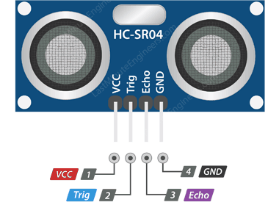 HC-SR04
VCC Trig Echo GND
VCC 1
4 GND
Trig 2
3 Echo